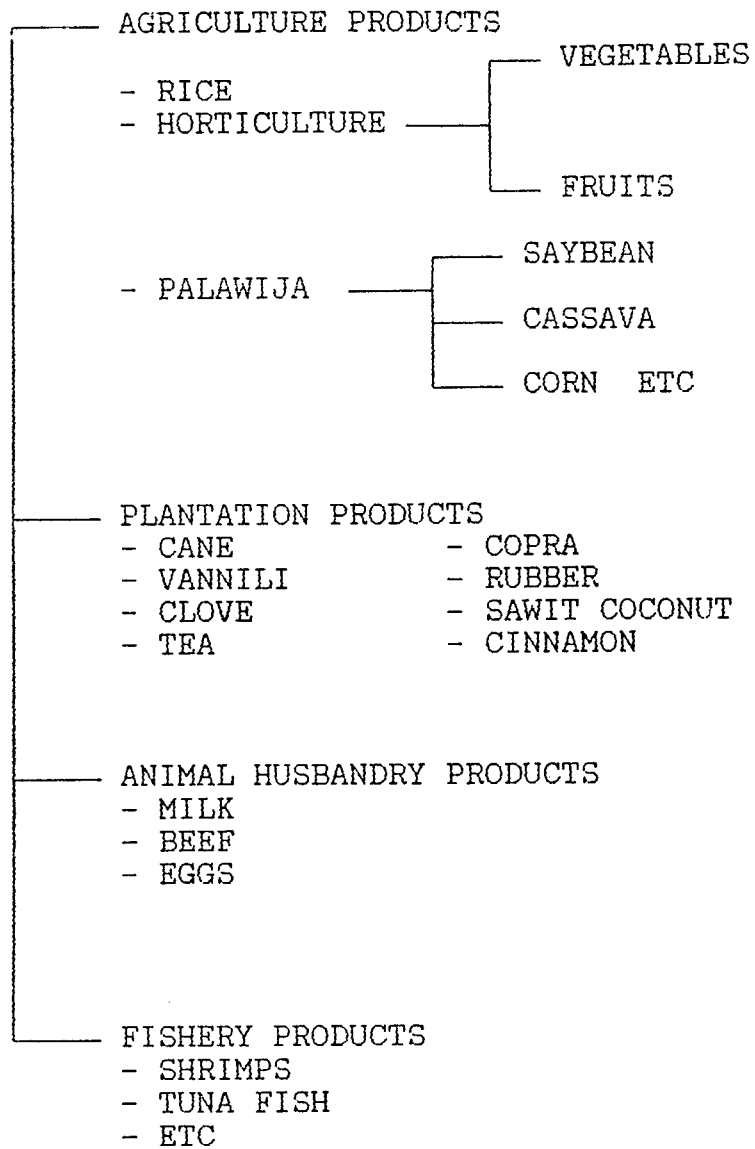 AGRICULTURE PRODUCTS
VEGETABLES
- RICE
- HORTICULTURE
FRUITS
SAYBEAN
- PALAWIJA
CASSAVA
CORN ETC
PLANTATION PRODUCTS
- CANE - COPRA
- VANNILI - RUBBER
- CLOVE - SAWIT COCONUT
- TEA - CINNAMON
ANIMAL HUSBANDRY PRODUCTS
- MILK
- BEEF
- EGGS
FISHERY PRODUCTS
- SHRIMPS
- TUNA FISH
- ETC